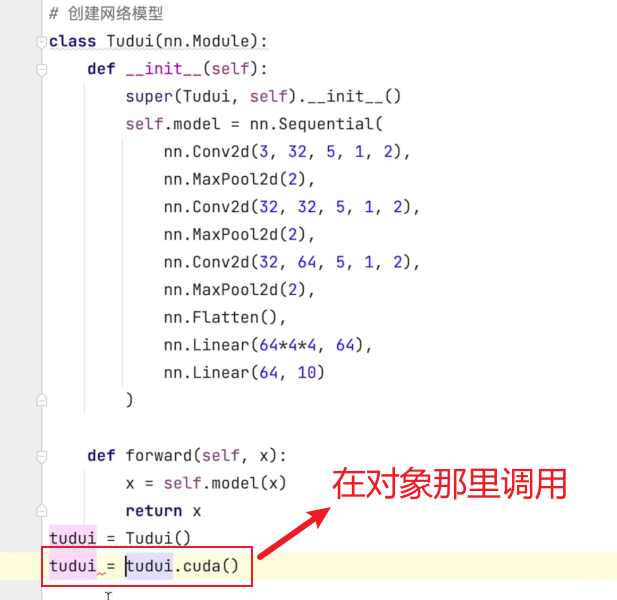 # 创建网络模型
class Tudui(nn.Module):
    def __init__(self):
        super(Tudui, self).__init__()
        self.model = nn.Sequential(
            nn.Conv2d(3, 32, 5, 1, 2),
            nn.MaxPool2d(2),
            nn.Conv2d(32, 32, 5, 1, 2),
            nn.MaxPool2d(2),
            nn.Conv2d(32, 64, 5, 1, 2),
            nn.MaxPool2d(2),
            nn.Flatten(),
            nn.Linear(64*4*4, 64),
            nn.Linear(64, 10)
        )
    def forward(self, x):
        x = self.model(x)
        return x
在对象那里调用
tudui = Tudui()
tudui = tudui.cuda()